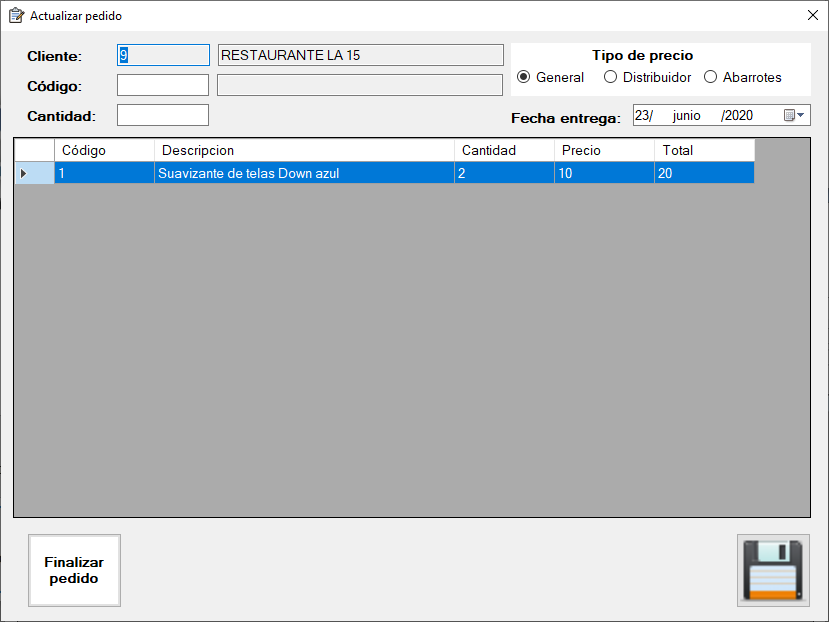 Actualizar pedido
Cliente: 9 RESTAURANTE LA 15
Tipo de precio
General Distribuidor Abarrotes
Código:
Cantidad:
Fecha entrega: 23/ junio /2020
Código Descripcion Cantidad Precio Total
1 Suavizante de telas Down azul 2 10 20
Finalizar
pedido